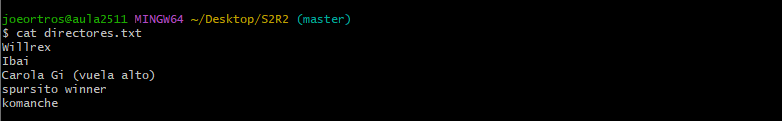 joeortros@aula2511 MINGW64 ~/Desktop/S2R2 (master)
$ cat directores.txt
Willrex
Ibai
Carola Gi (vuela alto)
spursito winner
komanche